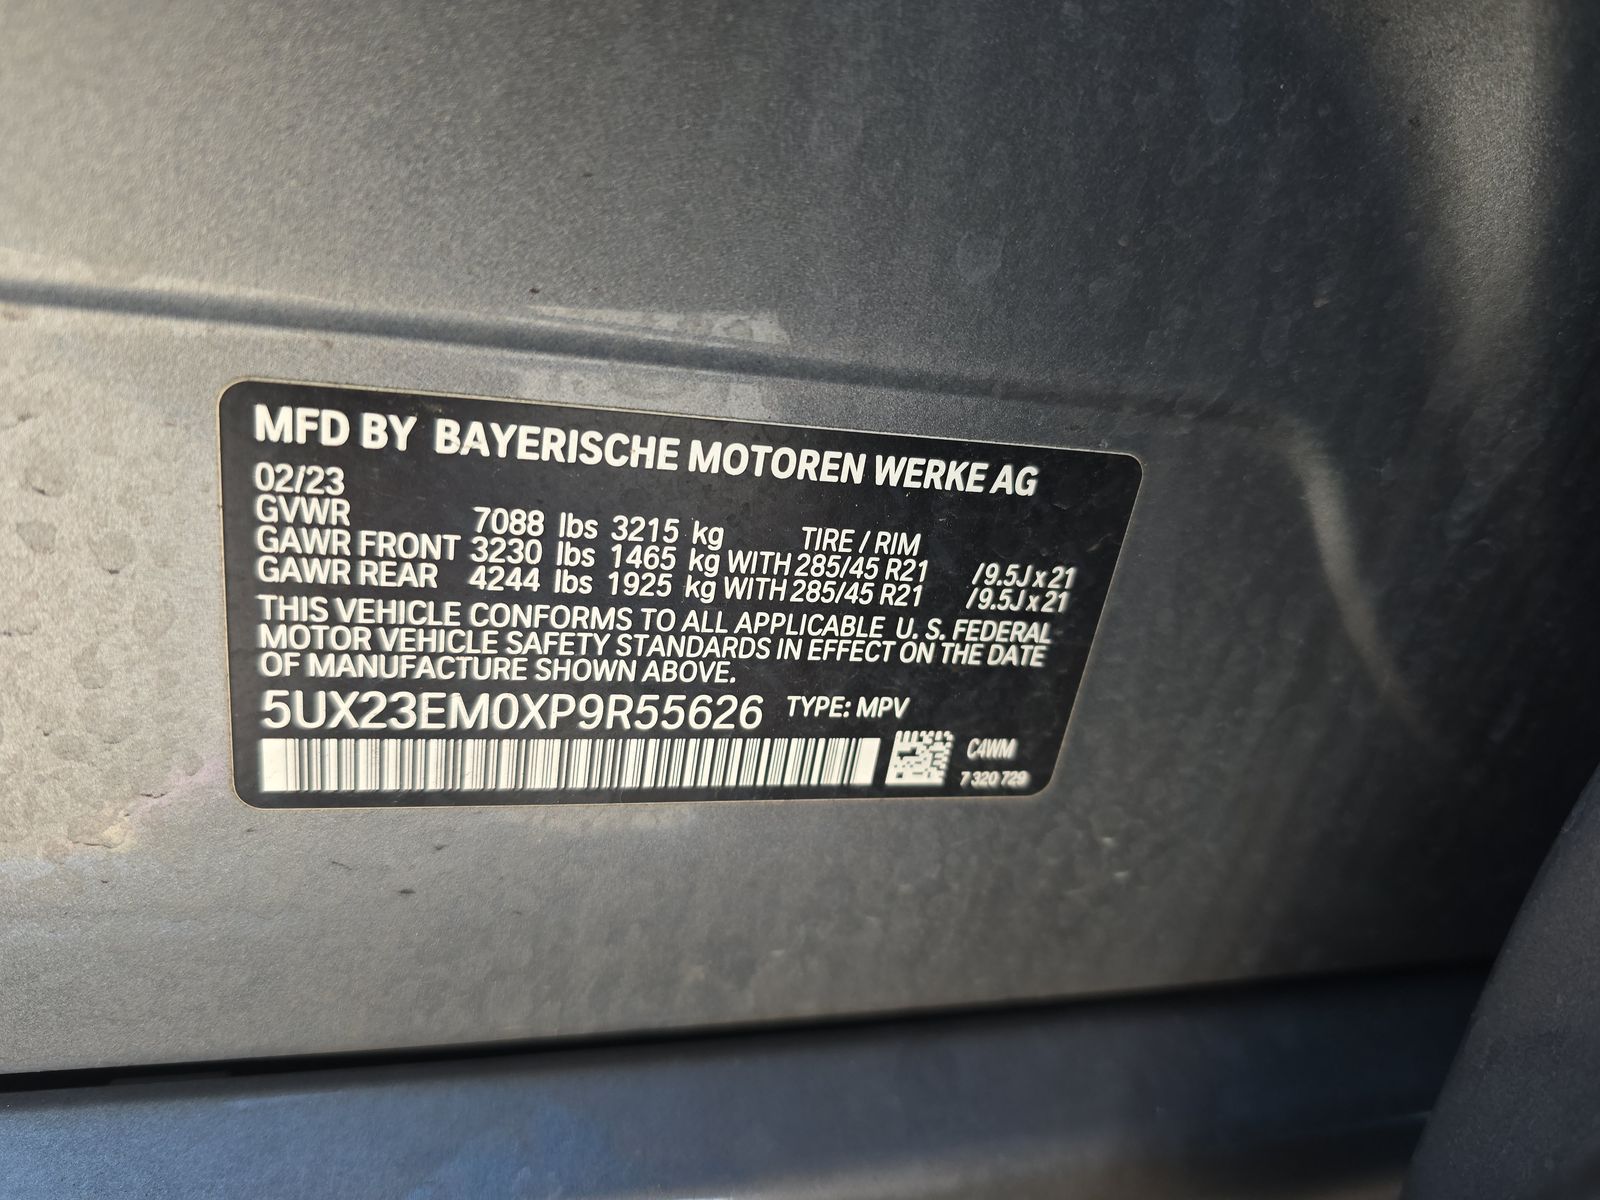 MFD BY BAYERISCHE MOTOREN WERKE AG
02/23
GVWR 7088 lbs 3215 kg TIRE / RIM
GAWR FRONT 3230 lbs 1465 kg WITH 285/45 R21 /9.5J x 21
GAWR REAR 4244 lbs 1925 kg WITH 285/45 R21 /9.5J x 21
THIS VEHICLE CONFORMS TO ALL APPLICABLE U. S. FEDERAL
MOTOR VEHICLE SAFETY STANDARDS IN EFFECT ON THE DATE
OF MANUFACTURE SHOWN ABOVE.
5UX23EM0XP9R55626 TYPE: MPV
C4WM
7 320 729